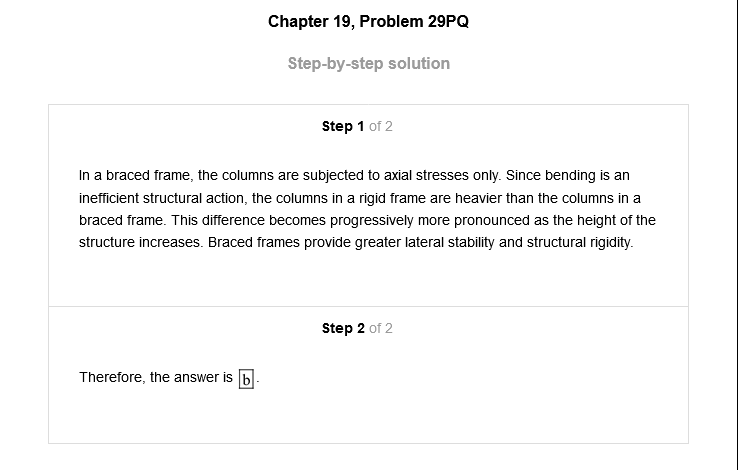 Chapter 19, Problem 29PQ
Step-by-step solution
Step 1 of 2
In a braced frame, the columns are subjected to axial stresses only. Since bending is an
inefficient structural action, the columns in a rigid frame are heavier than the columns in a
braced frame. This difference becomes progressively more pronounced as the height of the
structure increases. Braced frames provide greater lateral stability and structural rigidity.
Step 2 of 2
Therefore, the answer is b.